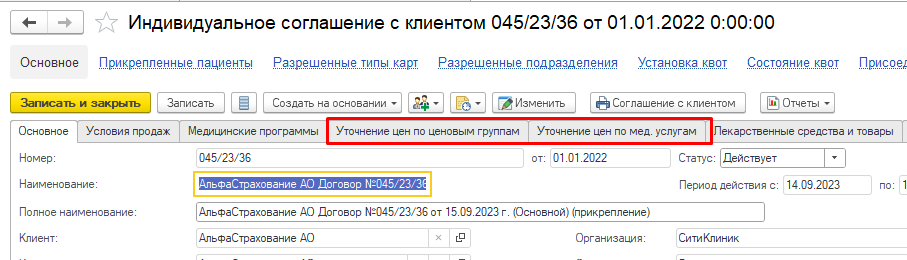 Индивидуальное соглашение с клиентом 045/23/36 от 01.01.2022 0:00:00
Основное Прикрепленные пациенты Разрешенные типы карт Разрешенные подразделения Установка квот Состояние квот Присоед
Записать и закрыть Записать Создать на основании Изменить Соглашение с клиентом Отчеты
Основное Условия продаж Медицинские программы Уточнение цен по ценовым группам Уточнение цен по мед. услугам Лекарственные средства и товары
Номер: 045/23/36 от: 01.01.2022 Статус: Действует
Наименование: АльфаСтрахование АО Договор №045/23/36 Период действия с: 14.09.2023 по: 1
Полное наименование: АльфаСтрахование АО Договор №045/23/36 от 15.09.2023 г. (Основной) (прикрепление)
Клиент: АльфаСтрахование АО Организация: СитиКлиник